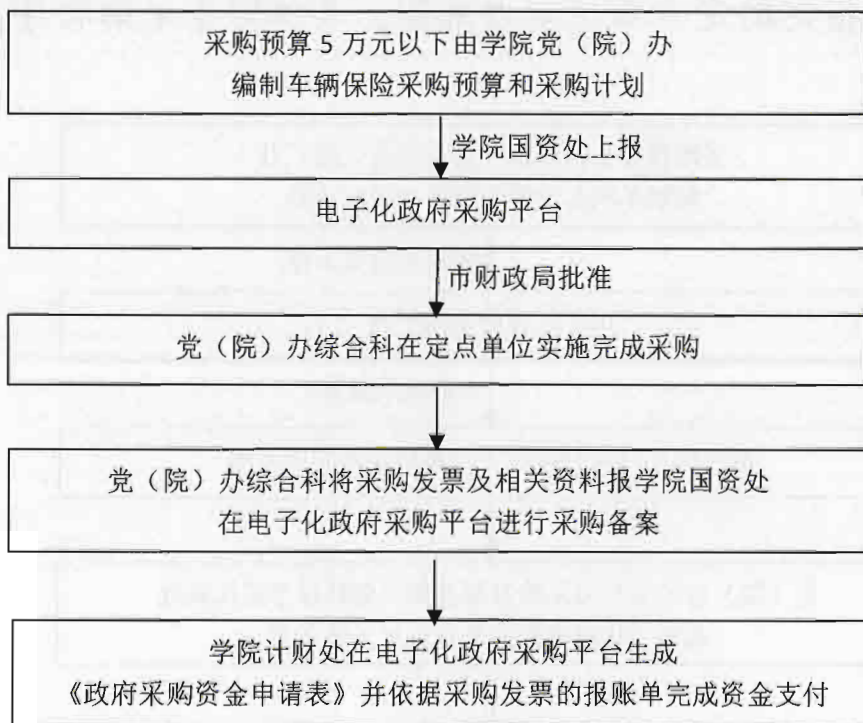 采购预算5万元以下由学院党（院）办
编制车辆保险采购预算和采购计划
学院国资处上报
电子化政府采购平台
市财政局批准
党（院）办综合科在定点单位实施完成采购
党（院）办综合科将采购发票及相关资料报学院国资处
在电子化政府采购平台进行采购备案
学院计财处在电子化政府采购平台生成
《政府采购资金申请表》并依据采购发票的报账单完成资金支付